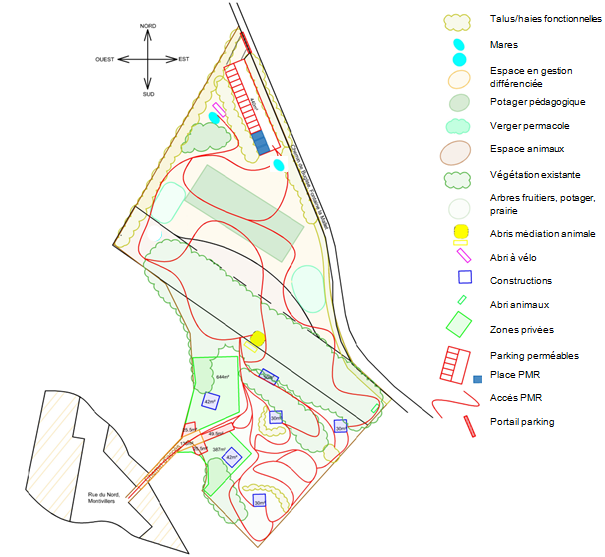 NORD
OUEST
EST
SUD
Talus/haies fonctionnelles
Mares
Espace en gestion
différenciée
Potager pédagogique
Verger permacole
Espace animaux
Végétation existante
Arbres fruitiers, potager,
prairie
Abris médiation animale
Abri à vélo
Constructions
Abri animaux
Zones privées
Parking perméables
Place PMR
Accès PMR
Portail parking
644m²
42m²
30m²
30m²
387m²
42m²
30m²
Rue du Nord,
Montivilliers